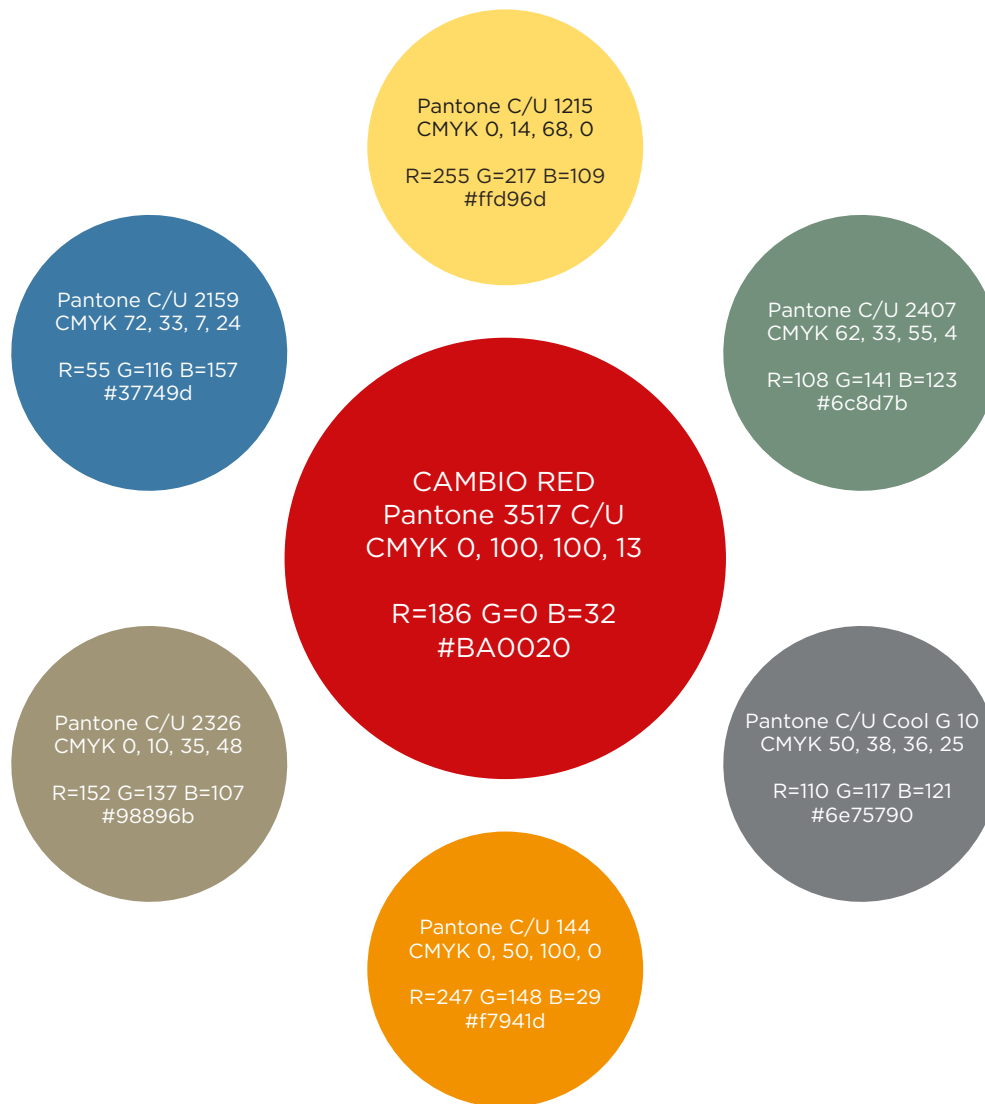 Pantone C/U 1215
CMYK 0, 14, 68, 0
R=255 G=217 B=109
#ffd96d
Pantone C/U 2159
CMYK 72, 33, 7, 24
R=55 G=116 B=157
#37749d
Pantone C/U 2407
CMYK 62, 33, 55, 4
R=108 G=141 B=123
#6c8d7b
CAMBIO RED
Pantone 3517 C/U
CMYK 0, 100, 100, 13
R=186 G=0 B=32
#BA0020
Pantone C/U 2326
CMYK 0, 10, 35, 48
R=152 G=137 B=107
#98896b
Pantone C/U Cool G 10
CMYK 50, 38, 36, 25
R=110 G=117 B=121
#6e75790
Pantone C/U 144
CMYK 0, 50, 100, 0
R=247 G=148 B=29
#f7941d